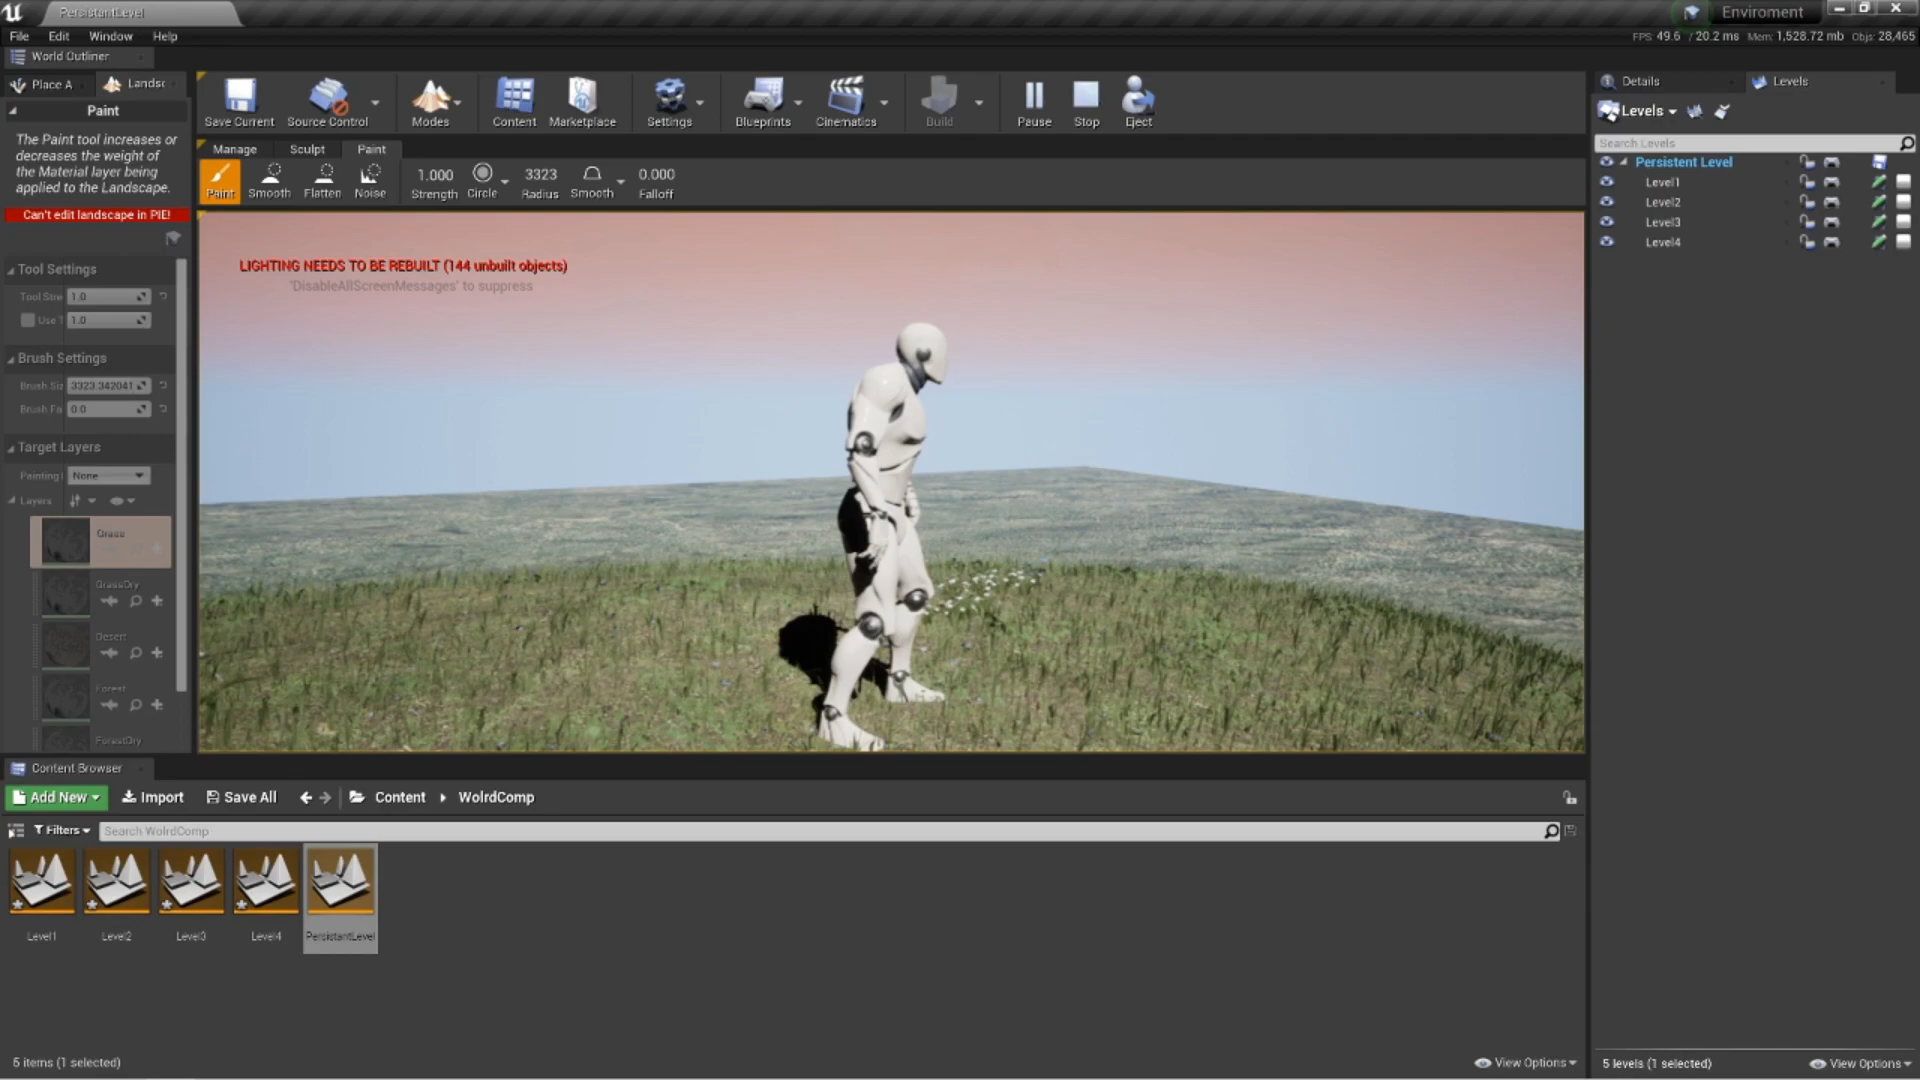 PersistentLevel
Enviroment
File Edit Window Help
FPS: 49.6 / 20.2 ms Mem: 1,528.72 mb Objs: 28,465
World Outliner
Place A
Landsc
Paint
The Paint tool increases or
decreases the weight of
the Material layer being
applied to the Landscape.
Can't edit landscape in PIE!
Tool Settings
Tool Stre 1.0
Use T 1.0
Brush Settings
Brush Siz 3323.342041
Brush Fa 0.0
Target Layers
Painting None
Layers
Grass
GrassDry
Desert
Forest
ForestDry
Save Current Source Control Modes Content Marketplace Settings Blueprints Cinematics Build Pause Stop Eject
Manage Sculpt Paint
Paint Smooth Flatten Noise
1.000 3323 0.000
Strength Circle Radius Smooth Falloff
LIGHTING NEEDS TO BE REBUILT (144 unbuilt objects)
'DisableAllScreenMessages' to suppress
Details
Levels
Levels
Search Levels
Persistent Level
Level1
Level2
Level3
Level4
Content Browser
Add New Import Save All Content WolrdComp
Filters Search WolrdComp
Level1 Level2 Level3 Level4 PersistantLevel
5 items (1 selected) View Options
5 levels (1 selected) View Options